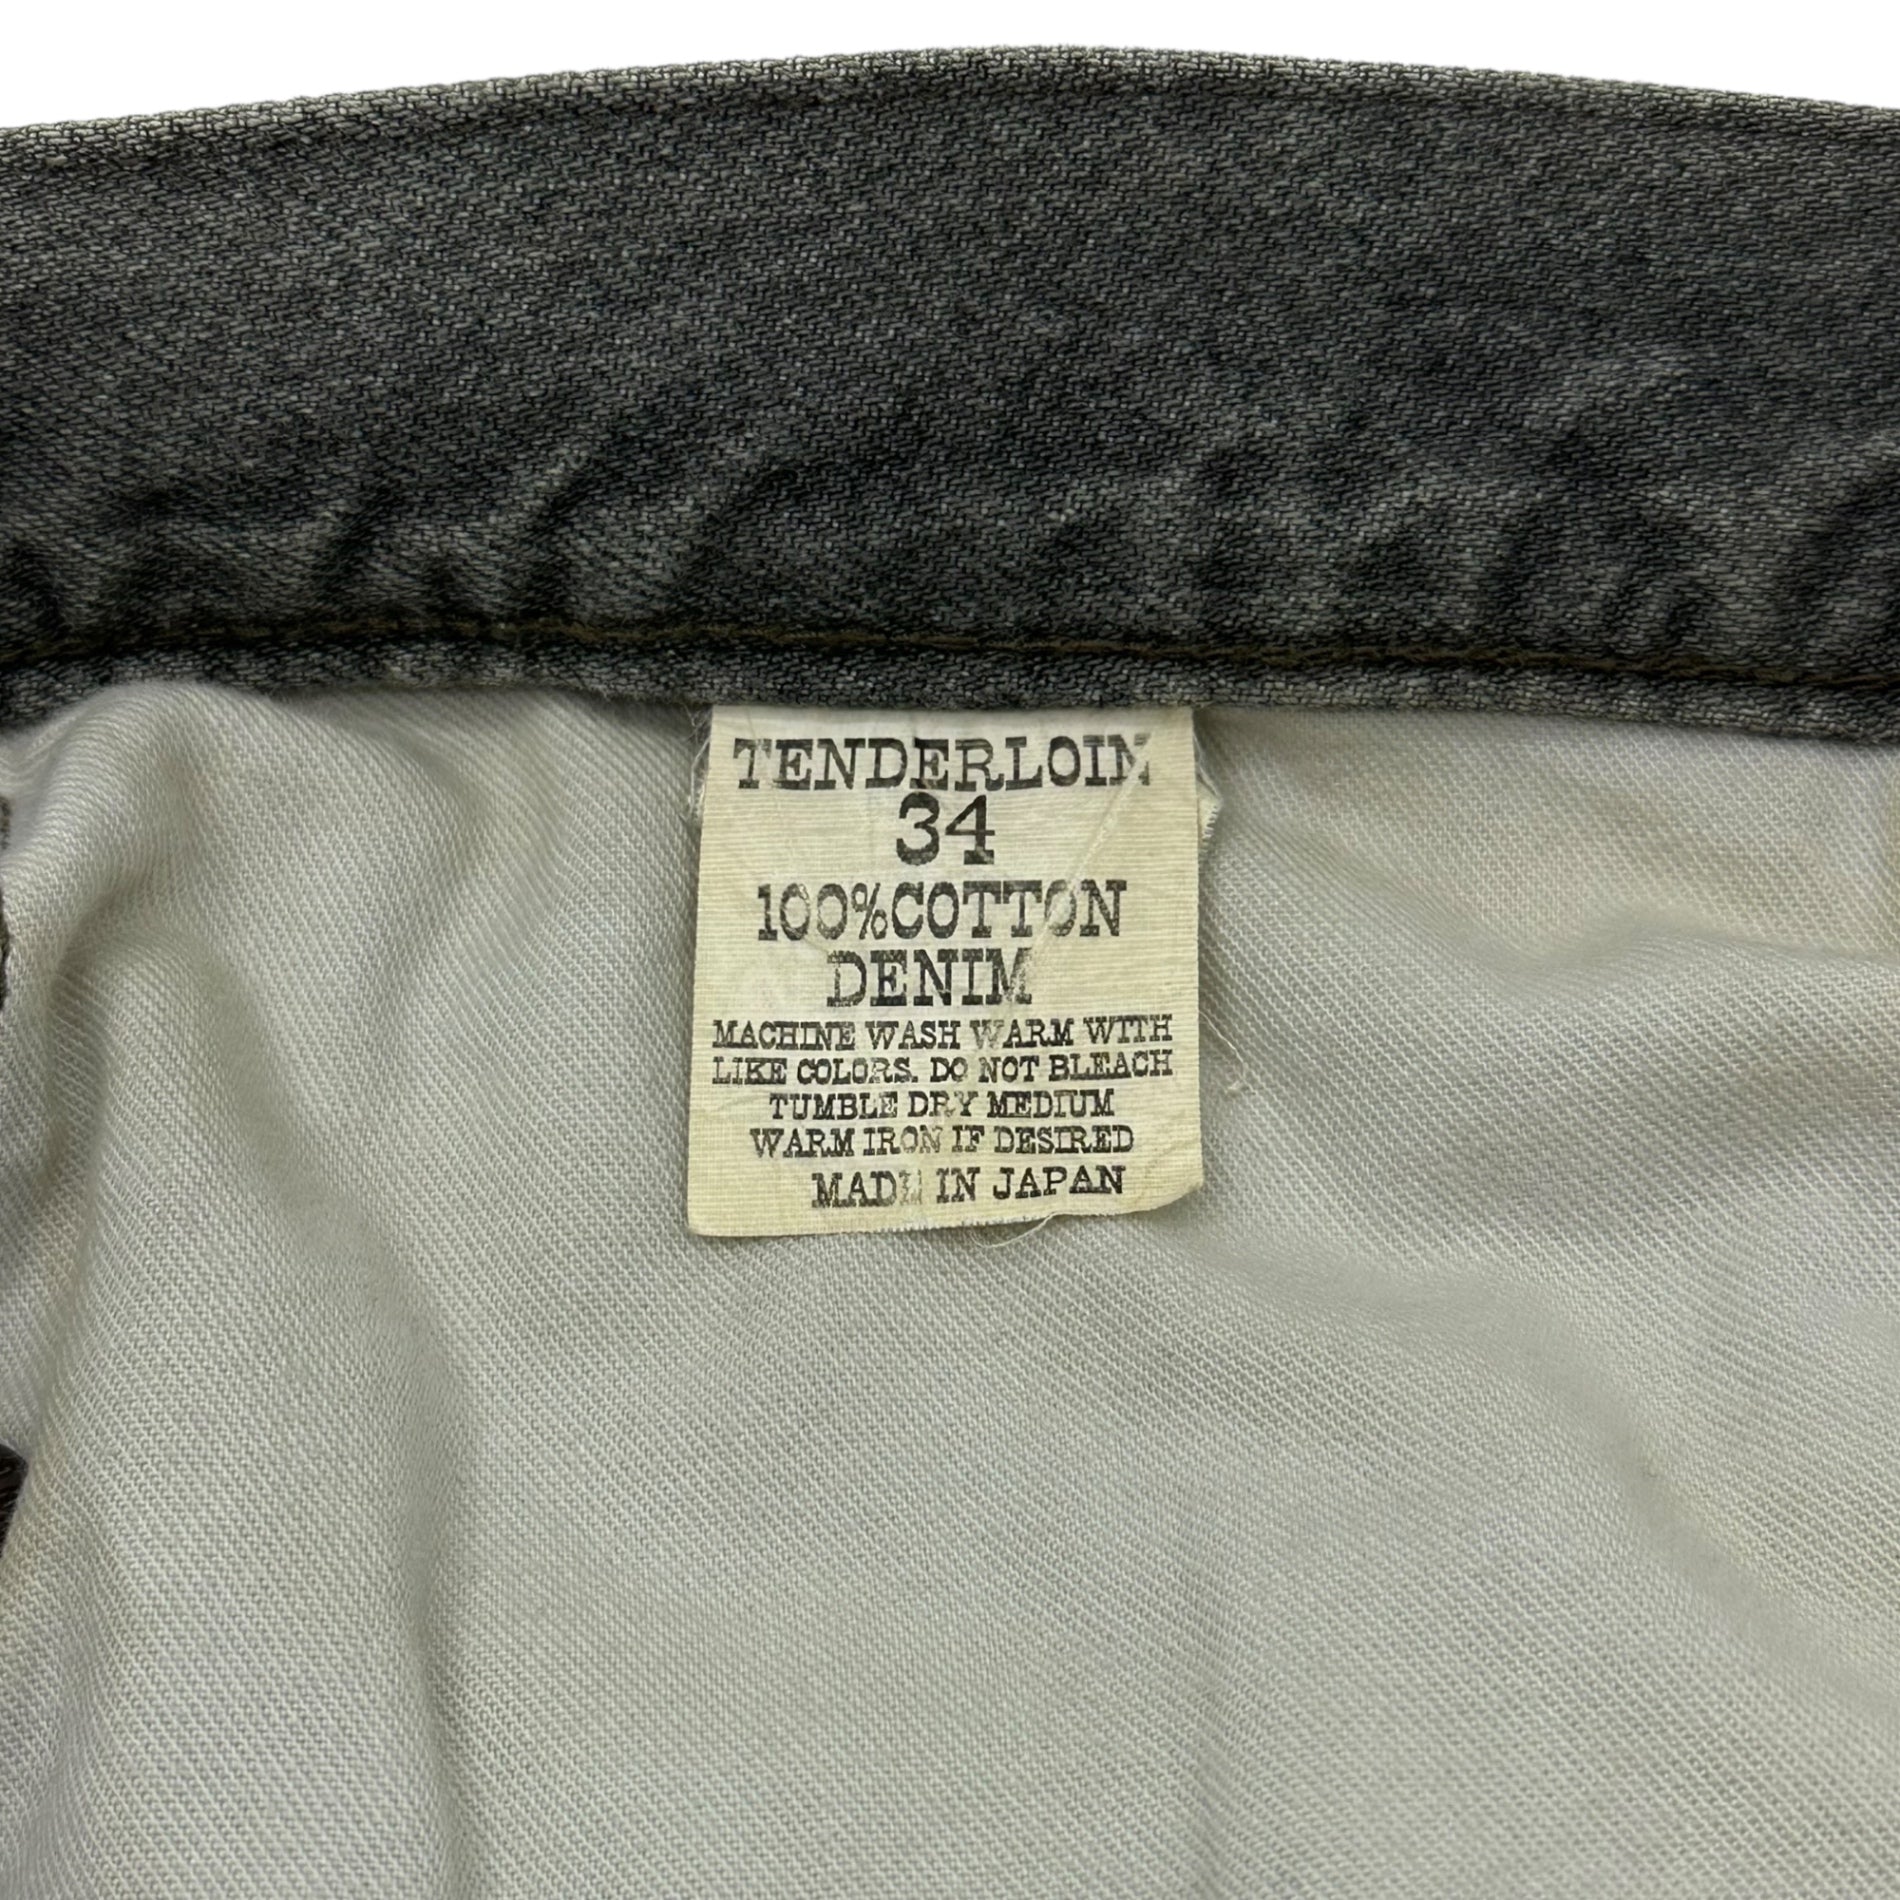 TENDERLOIN
34
100%COTTON
DENIM
MACHINE WASH WARM WITH
LIKE COLORS. DO NOT BLEACH
TUMBLE DRY MEDIUM
WARM IRON IF DESIRED
MADE IN JAPAN